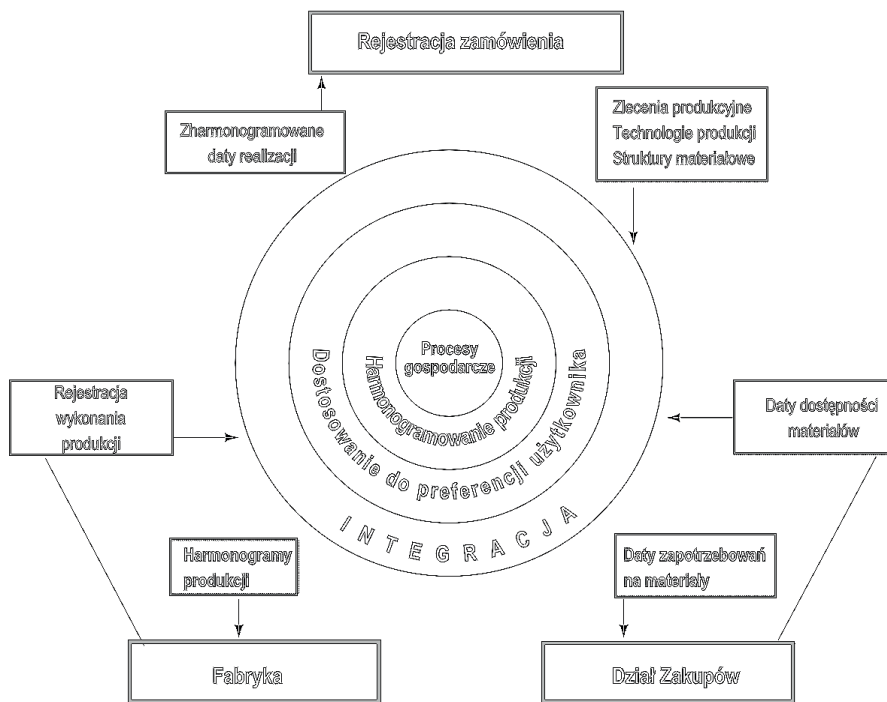 Rejestracja zamówienia
Zharmonogramowane
daty realizacji
Zlecenia produkcyjne
Technologie produkcji
Struktury materiałowe
Procesy
gospodarcze
Harmonogramowanie produkcji
Dostosowanie do preferencji użytkownika
INTEGRACJA
Rejestracja
wykonania
produkcji
Daty dostępności
materiałów
Harmonogramy
produkcji
Daty zapotrzebowań
na materiały
Fabryka
Dział Zakupów